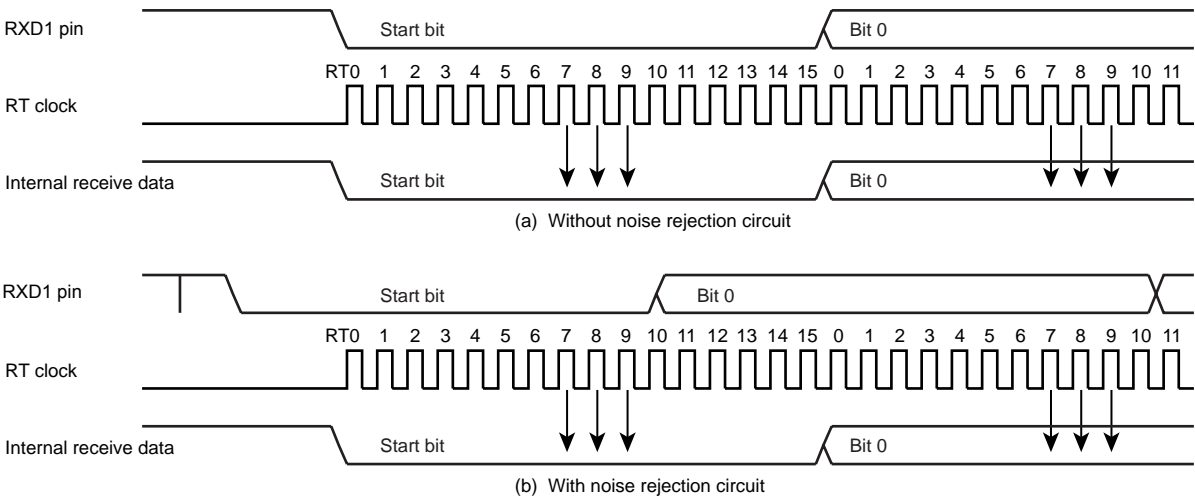 RXD1 pin
Start bit
Bit 0
RT0 1 2 3 4 5 6 7 8 9 10 11 12 13 14 15 0 1 2 3 4 5 6 7 8 9 10 11
RT clock
Internal receive data
Start bit
Bit 0
(a) Without noise rejection circuit
RXD1 pin
Start bit
Bit 0
RT0 1 2 3 4 5 6 7 8 9 10 11 12 13 14 15 0 1 2 3 4 5 6 7 8 9 10 11
RT clock
Internal receive data
Start bit
Bit 0
(b) With noise rejection circuit